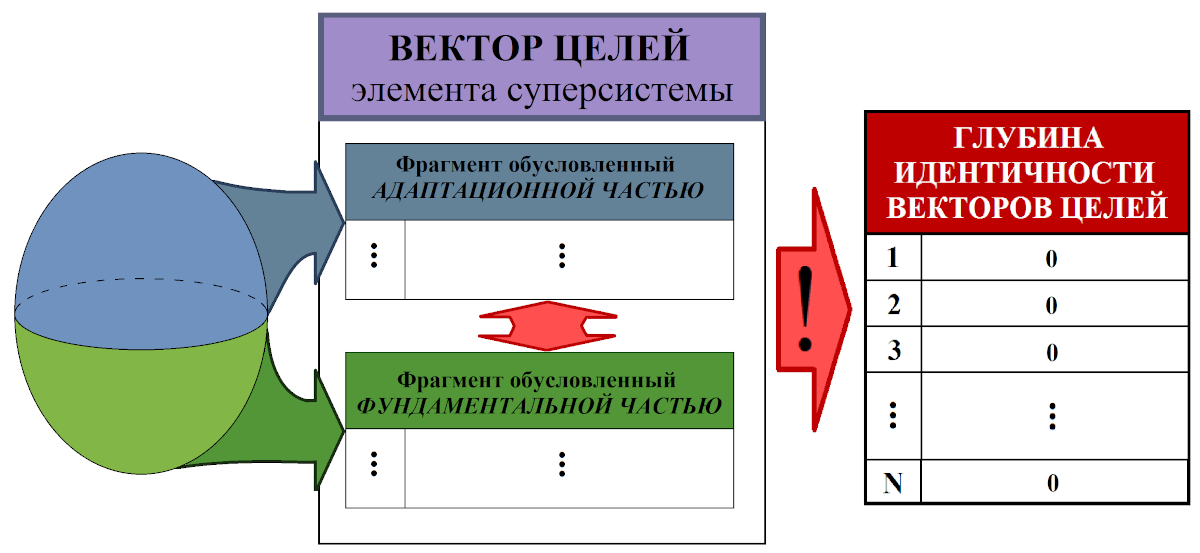 ВЕКТОР ЦЕЛЕЙ
элемента суперсистемы
Фрагмент обусловленный
АДАПТАЦИОННОЙ ЧАСТЬЮ
⋮ ⋮
Фрагмент обусловленный
ФУНДАМЕНТАЛЬНОЙ ЧАСТЬЮ
⋮ ⋮
!
ГЛУБИНА
ИДЕНТИЧНОСТИ
ВЕКТОРОВ ЦЕЛЕЙ
1 0
2 0
3 0
⋮ ⋮
N 0